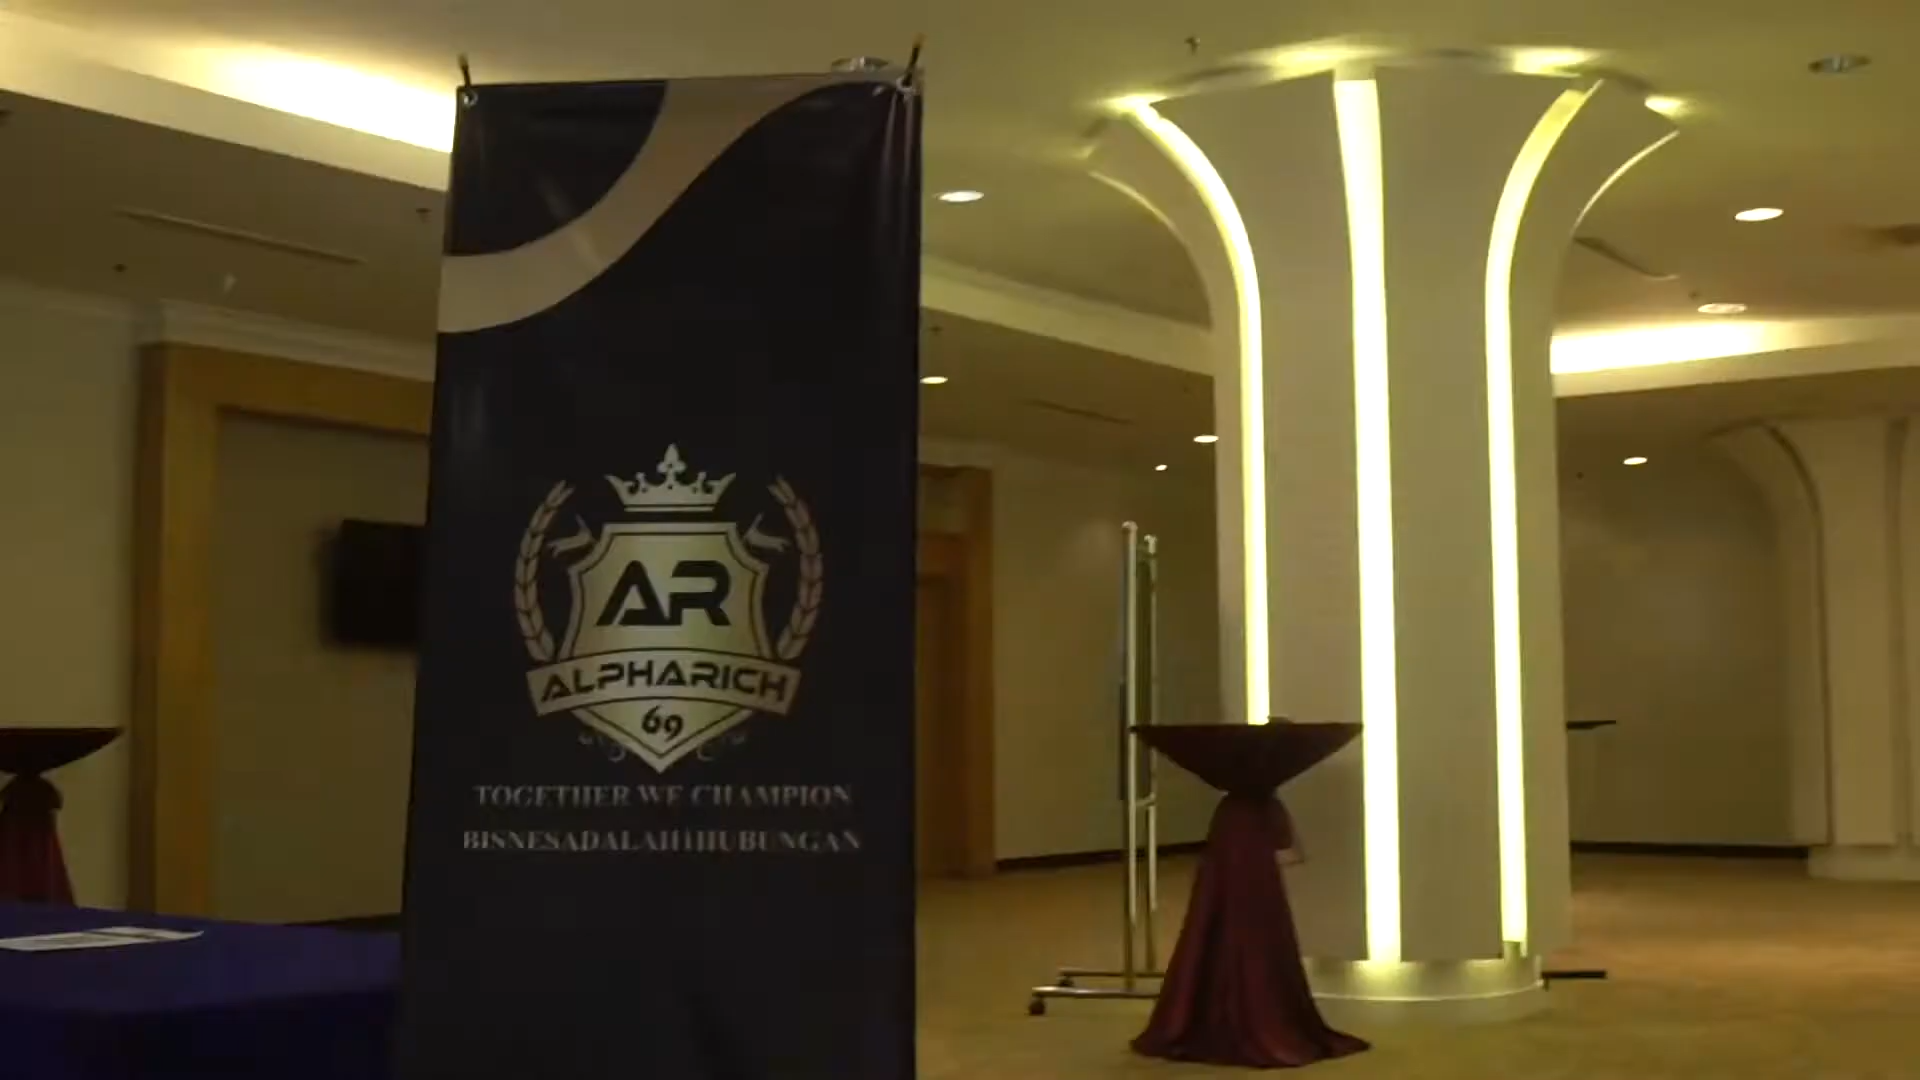 AR
ALPHARICH
69
TOGETHER WE CHAMPION
BISNESADALAHHUBUNGAN